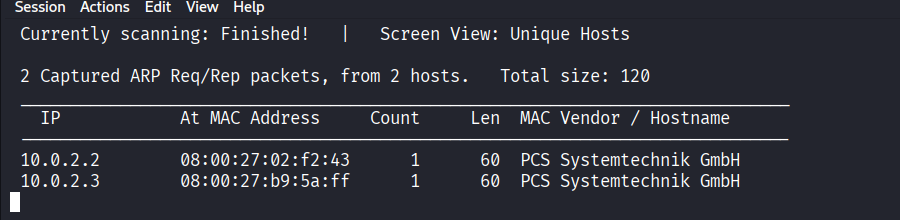 Session Actions Edit View Help
Currently scanning: Finished! | Screen View: Unique Hosts
2 Captured ARP Req/Rep packets, from 2 hosts. Total size: 120
IP At MAC Address Count Len MAC Vendor / Hostname
10.0.2.2 08:00:27:02:f2:43 1 60 PCS Systemtechnik GmbH
10.0.2.3 08:00:27:b9:5a:ff 1 60 PCS Systemtechnik GmbH